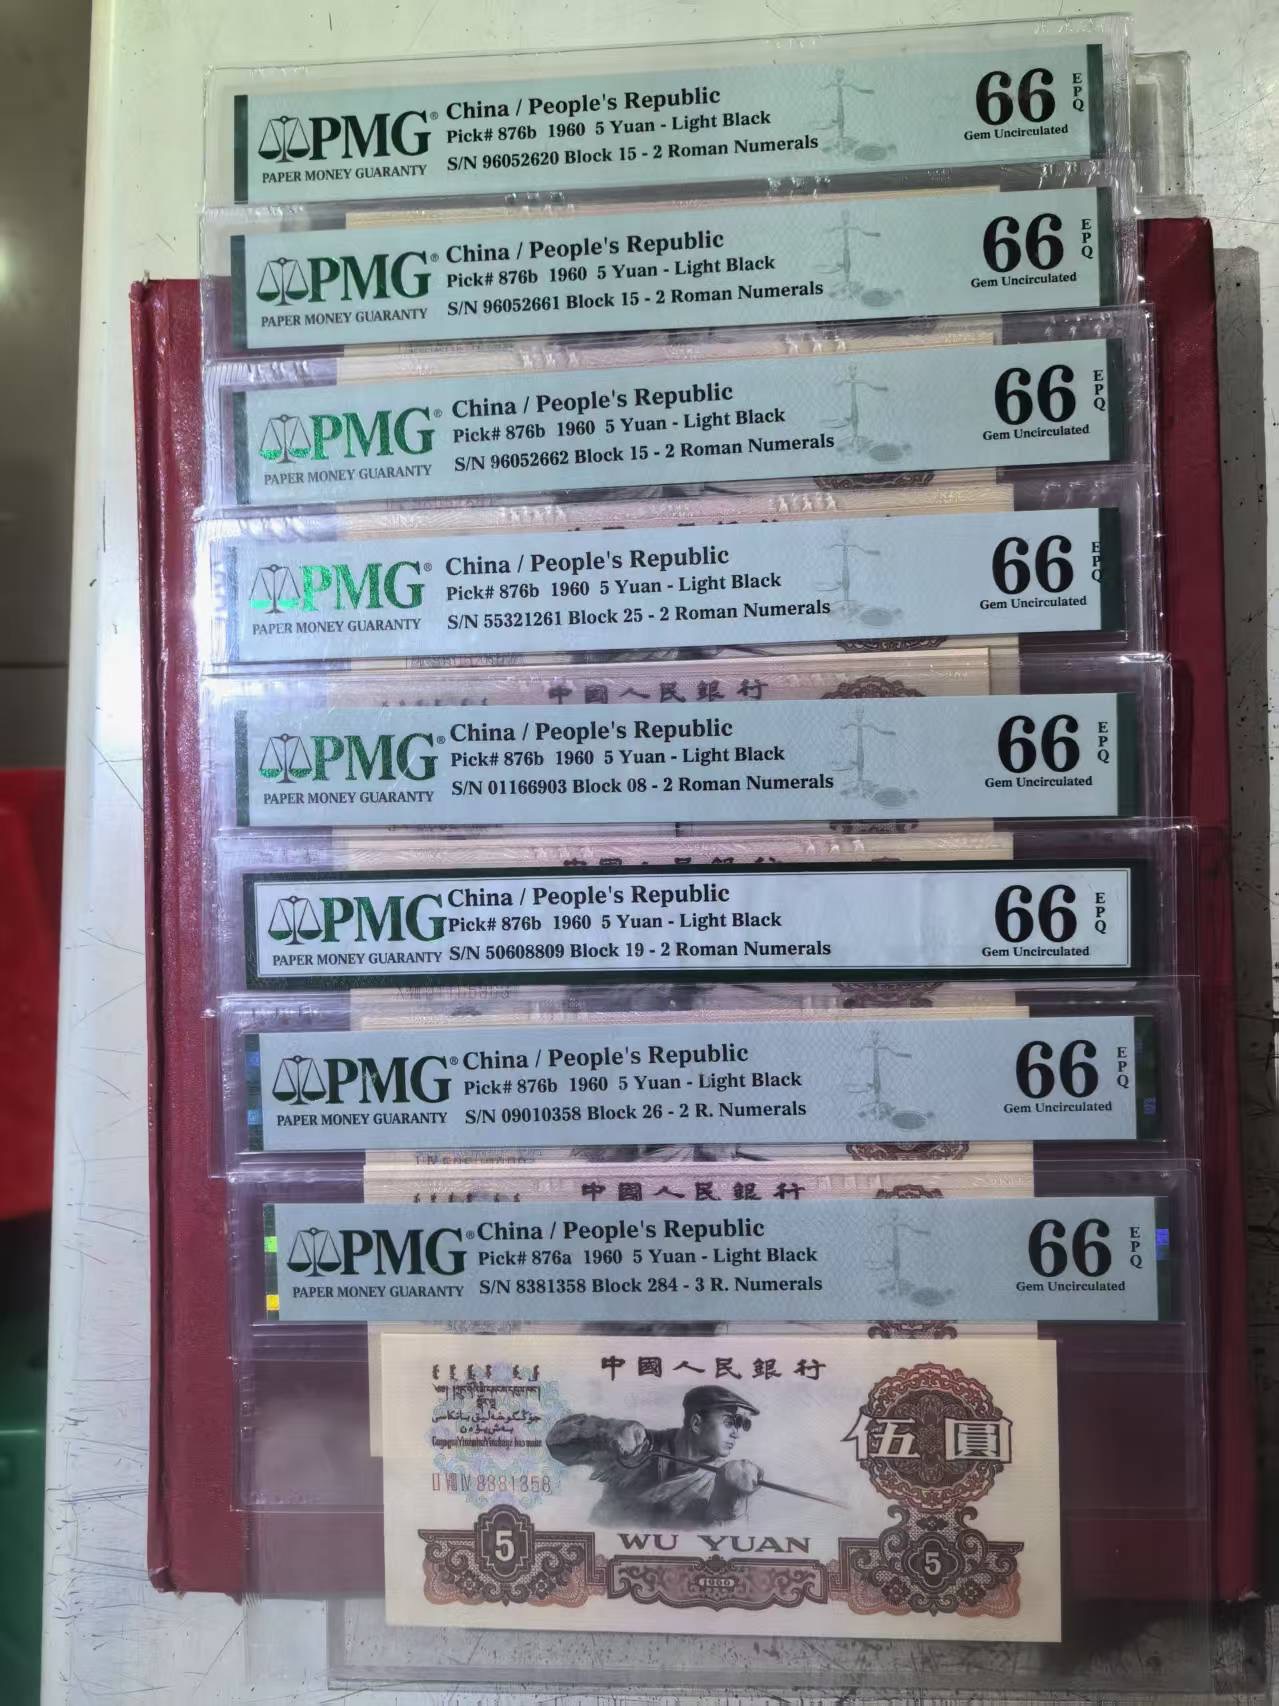 PMG® China / People's Republic 66 EPQ
Pick# 876b 1960 5 Yuan - Light Black
PAPER MONEY GUARANTY S/N 96052620 Block 15 - 2 Roman Numerals Gem Uncirculated
PMG® China / People's Republic 66 EPQ
Pick# 876b 1960 5 Yuan - Light Black
PAPER MONEY GUARANTY S/N 96052661 Block 15 - 2 Roman Numerals Gem Uncirculated
PMG® China / People's Republic 66 EPQ
Pick# 876b 1960 5 Yuan - Light Black
PAPER MONEY GUARANTY S/N 96052662 Block 15 - 2 Roman Numerals Gem Uncirculated
PMG® China / People's Republic 66 EPQ
Pick# 876b 1960 5 Yuan - Light Black
PAPER MONEY GUARANTY S/N 55321261 Block 25 - 2 Roman Numerals Gem Uncirculated
中國人民銀行
PMG® China / People's Republic 66 EPQ
Pick# 876b 1960 5 Yuan - Light Black
PAPER MONEY GUARANTY S/N 01166903 Block 08 - 2 Roman Numerals Gem Uncirculated
PMG China / People's Republic 66 EPQ
Pick# 876b 1960 5 Yuan - Light Black
PAPER MONEY GUARANTY S/N 50608809 Block 19 - 2 Roman Numerals Gem Uncirculated
PMG® China / People's Republic 66 EPQ
Pick# 876b 1960 5 Yuan - Light Black
PAPER MONEY GUARANTY S/N 09010358 Block 26 - 2 R. Numerals Gem Uncirculated
中國人民銀行
PMG® China / People's Republic 66 EPQ
Pick# 876a 1960 5 Yuan - Light Black
PAPER MONEY GUARANTY S/N 8381358 Block 284 - 3 R. Numerals Gem Uncirculated
中國人民銀行
伍圓
II VIII IV 8381358
WU YUAN
5 1960 5